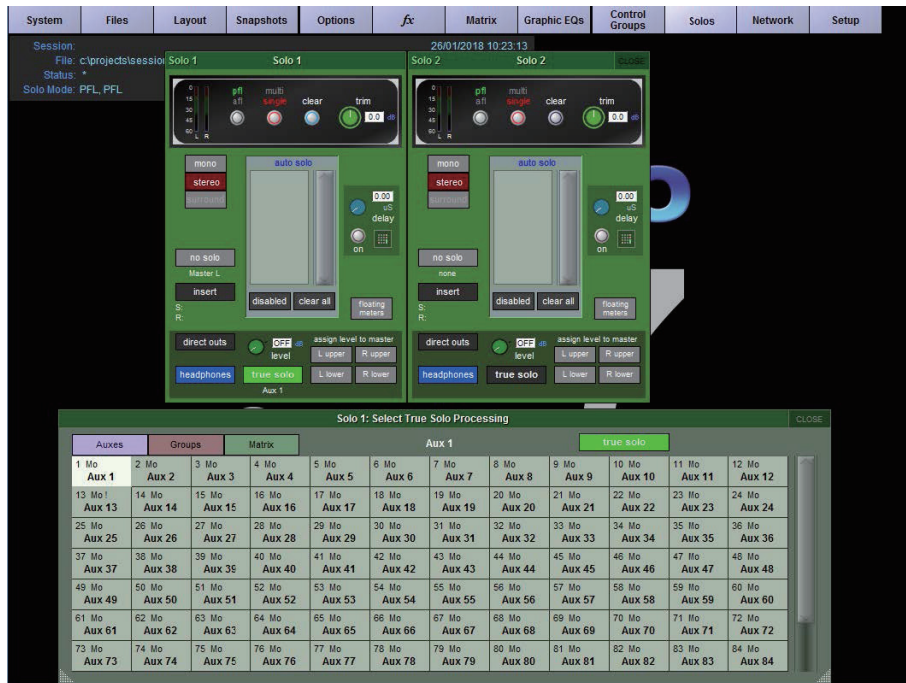 System Files Layout Snapshots Options fx Matrix Graphic EQs Control Groups Solos Network Setup
Session: 26/01/2018 10:23:13
File: c:\projects\session
Status: *
Solo Mode: PFL, PFL
Solo 1 Solo 1
0 15 30 45 60 L R
pfl afl multi single clear trim 0.0 dB
mono
stereo
surround
auto solo
0.00 uS
delay
on
no solo
Master L
insert
S:
R:
disabled clear all floating meters
direct outs OFF dB level assign level to master
L upper R upper
headphones true solo L lower R lower
Aux 1
Solo 2 Solo 2 CLOSE
0 15 30 45 60 L R
pfl afl multi single clear trim 0.0 dB
mono
stereo
surround
auto solo
0.00 uS
delay
on
no solo
none
insert
S:
R:
disabled clear all floating meters
direct outs OFF dB level assign level to master
L upper R upper
headphones true solo L lower R lower
Solo 1: Select True Solo Processing CLOSE
Auxes Groups Matrix Aux 1 true solo
1 Mo 2 Mo 3 Mo 4 Mo 5 Mo 6 Mo 7 Mo 8 Mo 9 Mo 10 Mo 11 Mo 12 Mo
Aux 1 Aux 2 Aux 3 Aux 4 Aux 5 Aux 6 Aux 7 Aux 8 Aux 9 Aux 10 Aux 11 Aux 12
13 Mo ! 14 Mo 15 Mo 16 Mo 17 Mo 18 Mo 19 Mo 20 Mo 21 Mo 22 Mo 23 Mo 24 Mo
Aux 13 Aux 14 Aux 15 Aux 16 Aux 17 Aux 18 Aux 19 Aux 20 Aux 21 Aux 22 Aux 23 Aux 24
25 Mo 26 Mo 27 Mo 28 Mo 29 Mo 30 Mo 31 Mo 32 Mo 33 Mo 34 Mo 35 Mo 36 Mo
Aux 25 Aux 26 Aux 27 Aux 28 Aux 29 Aux 30 Aux 31 Aux 32 Aux 33 Aux 34 Aux 35 Aux 36
37 Mo 38 Mo 39 Mo 40 Mo 41 Mo 42 Mo 43 Mo 44 Mo 45 Mo 46 Mo 47 Mo 48 Mo
Aux 37 Aux 38 Aux 39 Aux 40 Aux 41 Aux 42 Aux 43 Aux 44 Aux 45 Aux 46 Aux 47 Aux 48
49 Mo 50 Mo 51 Mo 52 Mo 53 Mo 54 Mo 55 Mo 56 Mo 57 Mo 58 Mo 59 Mo 60 Mo
Aux 49 Aux 50 Aux 51 Aux 52 Aux 53 Aux 54 Aux 55 Aux 56 Aux 57 Aux 58 Aux 59 Aux 60
61 Mo 62 Mo 63 Mo 64 Mo 65 Mo 66 Mo 67 Mo 68 Mo 69 Mo 70 Mo 71 Mo 72 Mo
Aux 61 Aux 62 Aux 63 Aux 64 Aux 65 Aux 66 Aux 67 Aux 68 Aux 69 Aux 70 Aux 71 Aux 72
73 Mo 74 Mo 75 Mo 76 Mo 77 Mo 78 Mo 79 Mo 80 Mo 81 Mo 82 Mo 83 Mo 84 Mo
Aux 73 Aux 74 Aux 75 Aux 76 Aux 77 Aux 78 Aux 79 Aux 80 Aux 81 Aux 82 Aux 83 Aux 84